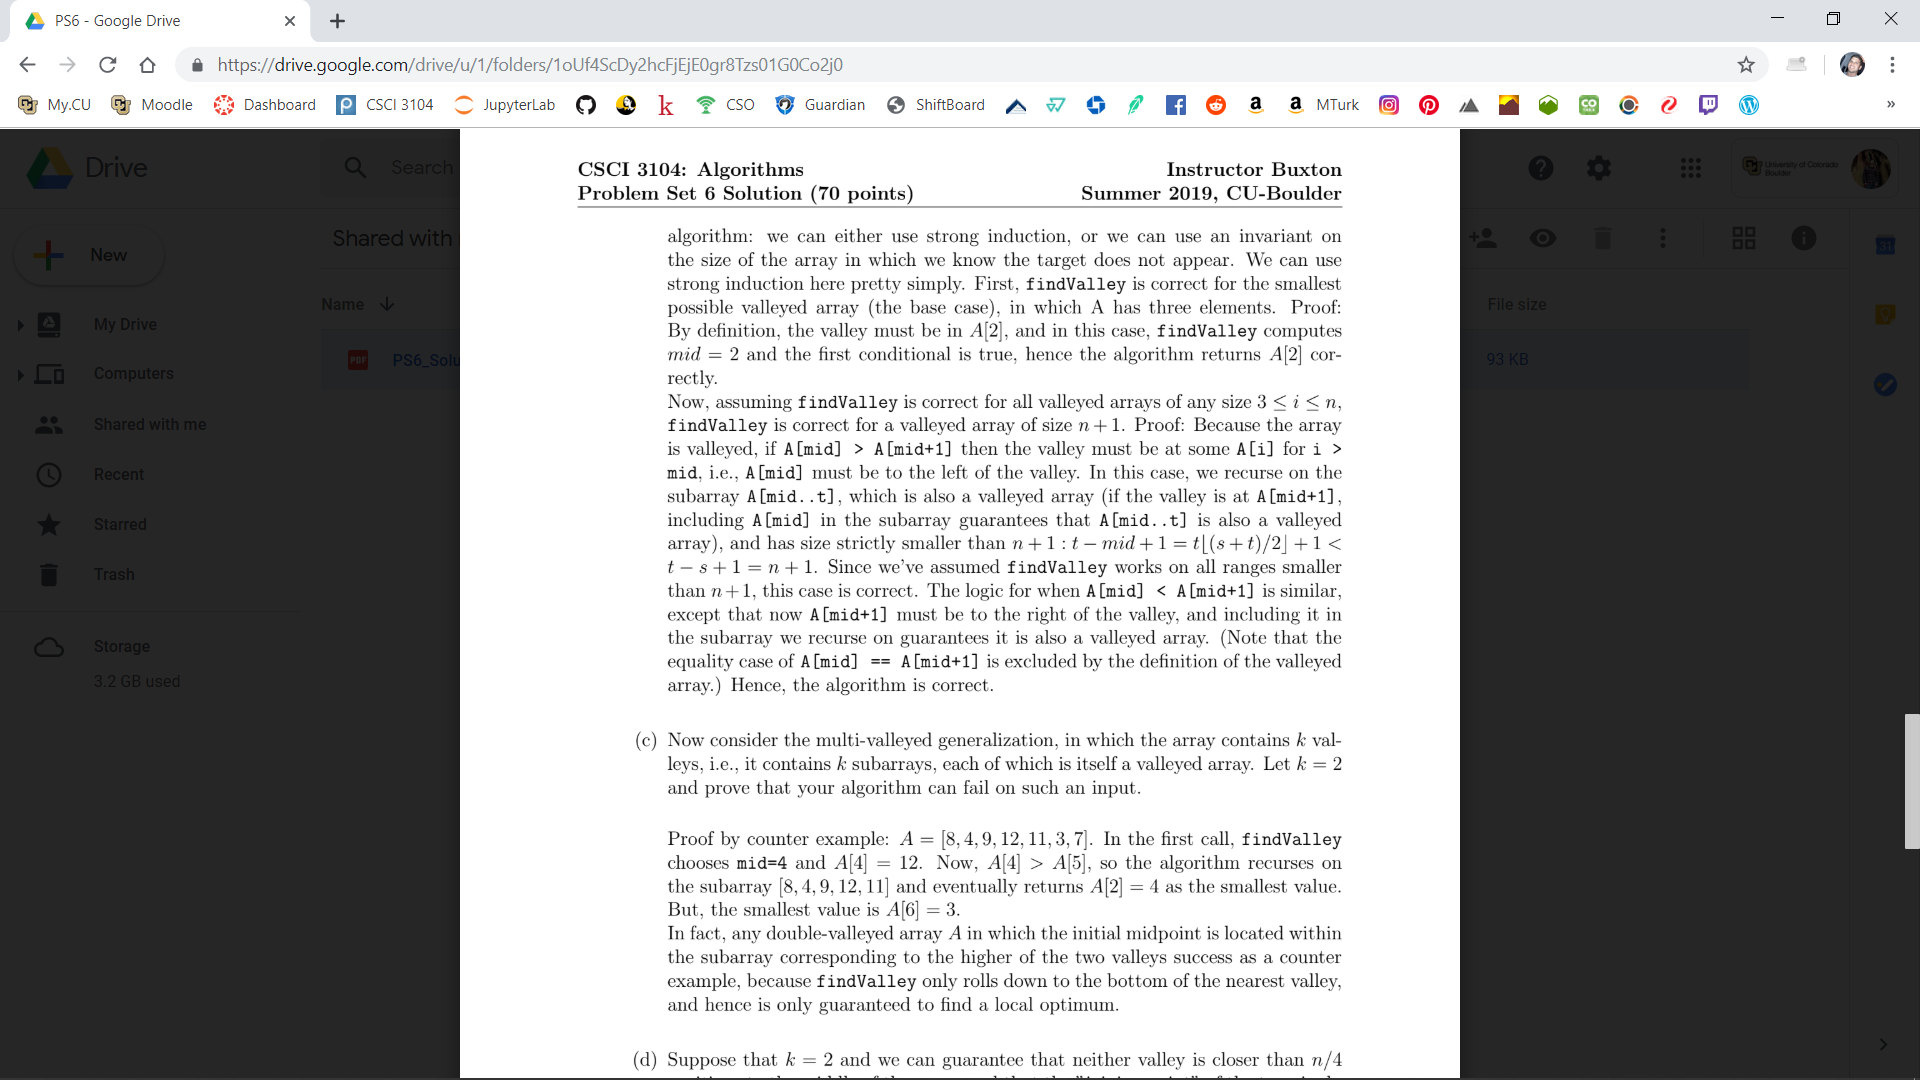 PS6 - Google Drive
https://drive.google.com/drive/u/1/folders/1oUf4ScDy2hcFjEjE0gr8Tzs01G0Co2j0
My.CU Moodle Dashboard CSCI 3104 JupyterLab CSO Guardian ShiftBoard MTurk
Drive
Search
University of Colorado
Boulder
New
Shared with
Name
File size
My Drive
PS6_Solu
93 KB
Computers
Shared with me
Recent
Starred
Trash
Storage
3.2 GB used
CSCI 3104: Algorithms Instructor Buxton
Problem Set 6 Solution (70 points) Summer 2019, CU-Boulder
algorithm: we can either use strong induction, or we can use an invariant on
the size of the array in which we know the target does not appear. We can use
strong induction here pretty simply. First, findValley is correct for the smallest
possible valleyed array (the base case), in which A has three elements. Proof:
By definition, the valley must be in A[2], and in this case, findValley computes
mid = 2 and the first conditional is true, hence the algorithm returns A[2] cor-
rectly.
Now, assuming findValley is correct for all valleyed arrays of any size 3 ≤ i ≤ n,
findValley is correct for a valleyed array of size n + 1. Proof: Because the array
is valleyed, if A[mid] > A[mid+1] then the valley must be at some A[i] for i >
mid, i.e., A[mid] must be to the left of the valley. In this case, we recurse on the
subarray A[mid..t], which is also a valleyed array (if the valley is at A[mid+1],
including A[mid] in the subarray guarantees that A[mid..t] is also a valleyed
array), and has size strictly smaller than n + 1 : t − mid + 1 = t⌊(s + t)/2⌋ + 1 <
t − s + 1 = n + 1. Since we've assumed findValley works on all ranges smaller
than n + 1, this case is correct. The logic for when A[mid] < A[mid+1] is similar,
except that now A[mid+1] must be to the right of the valley, and including it in
the subarray we recurse on guarantees it is also a valleyed array. (Note that the
equality case of A[mid] == A[mid+1] is excluded by the definition of the valleyed
array.) Hence, the algorithm is correct.
(c) Now consider the multi-valleyed generalization, in which the array contains k val-
leys, i.e., it contains k subarrays, each of which is itself a valleyed array. Let k = 2
and prove that your algorithm can fail on such an input.
Proof by counter example: A = [8, 4, 9, 12, 11, 3, 7]. In the first call, findValley
chooses mid=4 and A[4] = 12. Now, A[4] > A[5], so the algorithm recurses on
the subarray [8, 4, 9, 12, 11] and eventually returns A[2] = 4 as the smallest value.
But, the smallest value is A[6] = 3.
In fact, any double-valleyed array A in which the initial midpoint is located within
the subarray corresponding to the higher of the two valleys success as a counter
example, because findValley only rolls down to the bottom of the nearest valley,
and hence is only guaranteed to find a local optimum.
(d) Suppose that k = 2 and we can guarantee that neither valley is closer than n/4